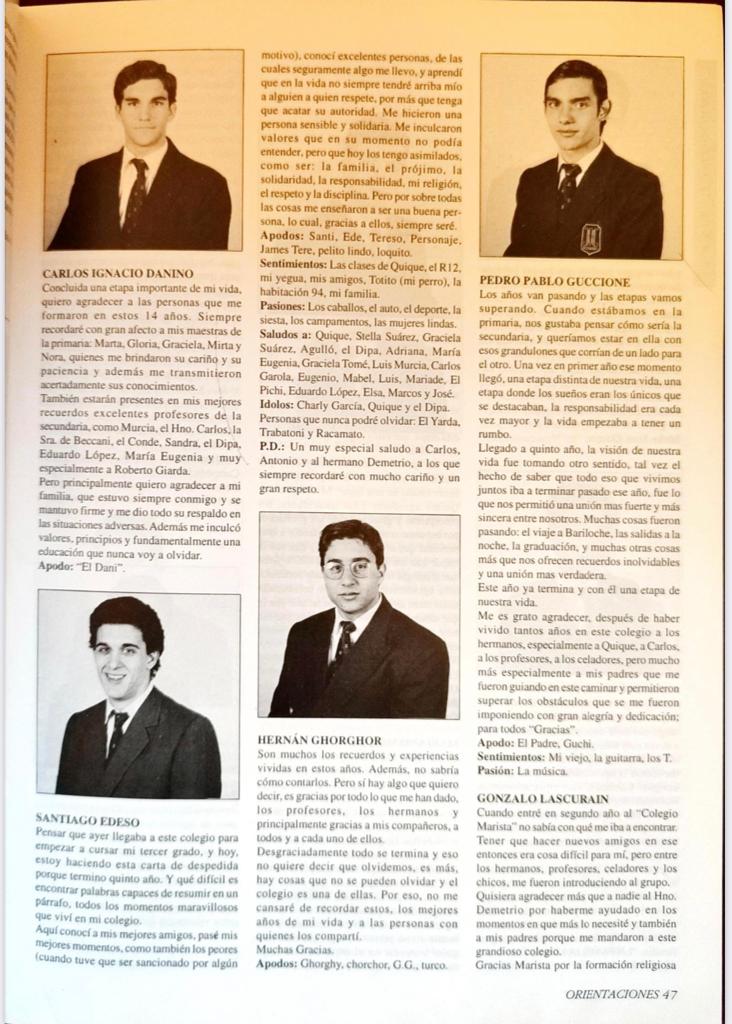 CARLOS IGNACIO DANINO
Concluida una etapa importante de mi vida,
quiero agradecer a las personas que me
formaron en estos 14 años. Siempre
recordaré con gran afecto a mis maestras de
la primaria: Marta, Gloria, Graciela, Mirta y
Nora, quienes me brindaron su cariño y su
paciencia y además me transmitieron
acertadamente sus conocimientos.
También estarán presentes en mis mejores
recuerdos excelentes profesores de la
secundaria, como Murcia, el Hno. Carlos, la
Sra. de Beccani, el Conde, Sandra, el Dipa,
Eduardo López, María Eugenia y muy
especialmente a Roberto Giarda.
Pero principalmente quiero agradecer a mi
familia, que estuvo siempre conmigo y se
mantuvo firme y me dio todo su respaldo en
las situaciones adversas. Además me inculcó
valores, principios y fundamentalmente una
educación que nunca voy a olvidar.
Apodo: "El Dani".
SANTIAGO EDESO
Pensar que ayer llegaba a este colegio para
empezar a cursar mi tercer grado, y hoy,
estoy haciendo esta carta de despedida
porque termino quinto año. Y qué difícil es
encontrar palabras capaces de resumir en un
párrafo, todos los momentos maravillosos
que viví en mi colegio.
Aquí conocí a mis mejores amigos, pasé mis
mejores momentos, como también los peores
(cuando tuve que ser sancionado por algún
motivo), conocí excelentes personas, de las
cuales seguramente algo me llevo, y aprendí
que en la vida no siempre tendré arriba mío
a alguien a quien respete, por más que tenga
que acatar su autoridad. Me hicieron una
persona sensible y solidaria. Me inculcaron
valores que en su momento no podía
entender, pero que hoy los tengo asimilados,
como ser: la familia, el prójimo, la
solidaridad, la responsabilidad, mi religión,
el respeto y la disciplina. Pero por sobre todas
las cosas me enseñaron a ser una buena per-
sona, lo cual, gracias a ellos, siempre seré.
Apodos: Santi, Ede, Tereso, Personaje,
James Tere, pelito lindo, loquito.
Sentimientos: Las clases de Quique, el R12,
mi yegua, mis amigos, Totito (mi perro), la
habitación 94, mi familia.
Pasiones: Los caballos, el auto, el deporte, la
siesta, los campamentos, las mujeres lindas.
Saludos a: Quique, Stella Suárez, Graciela
Suárez, Agulló, el Dipa, Adriana, María
Eugenia, Graciela Tomé, Luis Murcia, Carlos
Garola, Eugenio, Mabel, Luis, Mariade, El
Pichi, Eduardo López, Elsa, Marcos y José.
Idolos: Charly García, Quique y el Dipa.
Personas que nunca podré olvidar: El Yarda,
Trabatoni y Racamato.
P.D.: Un muy especial saludo a Carlos,
Antonio y al hermano Demetrio, a los que
siempre recordaré con mucho cariño y un
gran respeto.
HERNÁN GHORGHOR
Son muchos los recuerdos y experiencias
vividas en estos años. Además, no sabría
cómo contarlos. Pero sí hay algo que quiero
decir, es gracias por todo lo que me han dado,
los profesores, los hermanos y
principalmente gracias a mis compañeros, a
todos y a cada uno de ellos.
Desgraciadamente todo se termina y eso
no quiere decir que olvidemos, es más,
hay cosas que no se pueden olvidar y el
colegio es una de ellas. Por eso, no me
cansaré de recordar estos, los mejores
años de mi vida y a las personas con
quienes los compartí.
Muchas Gracias.
Apodos: Ghorghy, chorchor, G.G., turco.
PEDRO PABLO GUCCIONE
Los años van pasando y las etapas vamos
superando. Cuando estábamos en la
primaria, nos gustaba pensar cómo sería la
secundaria, y queríamos estar en ella con
esos grandulones que corrían de un lado para
el otro. Una vez en primer año ese momento
llegó, una etapa distinta de nuestra vida, una
etapa donde los sueños eran los únicos que
se destacaban, la responsabilidad era cada
vez mayor y la vida empezaba a tener un
rumbo.
Llegado a quinto año, la visión de nuestra
vida fue tomando otro sentido, tal vez el
hecho de saber que todo eso que vivimos
juntos iba a terminar pasado ese año, fue lo
que nos permitió una unión mas fuerte y más
sincera entre nosotros. Muchas cosas fueron
pasando: el viaje a Bariloche, las salidas a la
noche, la graduación, y muchas otras cosas
más que nos ofrecen recuerdos inolvidables
y una unión mas verdadera.
Este año ya termina y con él una etapa de
nuestra vida.
Me es grato agradecer, después de haber
vivido tantos años en este colegio a los
hermanos, especialmente a Quique, a Carlos,
a los profesores, a los celadores, pero mucho
más especialmente a mis padres que me
fueron guiando en este caminar y permitieron
superar los obstáculos que se me fueron
imponiendo con gran alegría y dedicación;
para todos "Gracias".
Apodo: El Padre, Guchi.
Sentimientos: Mi viejo, la guitarra, los T.
Pasión: La música.
GONZALO LASCURAIN
Cuando entré en segundo año al "Colegio
Marista" no sabía con qué me iba a encontrar.
Tener que hacer nuevos amigos en ese
entonces era cosa difícil para mí, pero entre
los hermanos, profesores, celadores y los
chicos, me fueron introduciendo al grupo.
Quisiera agradecer más que a nadie al Hno.
Demetrio por haberme ayudado en los
momentos en que más lo necesité y también
a mis padres porque me mandaron a este
grandioso colegio.
Gracias Marista por la formación religiosa
ORIENTACIONES 47